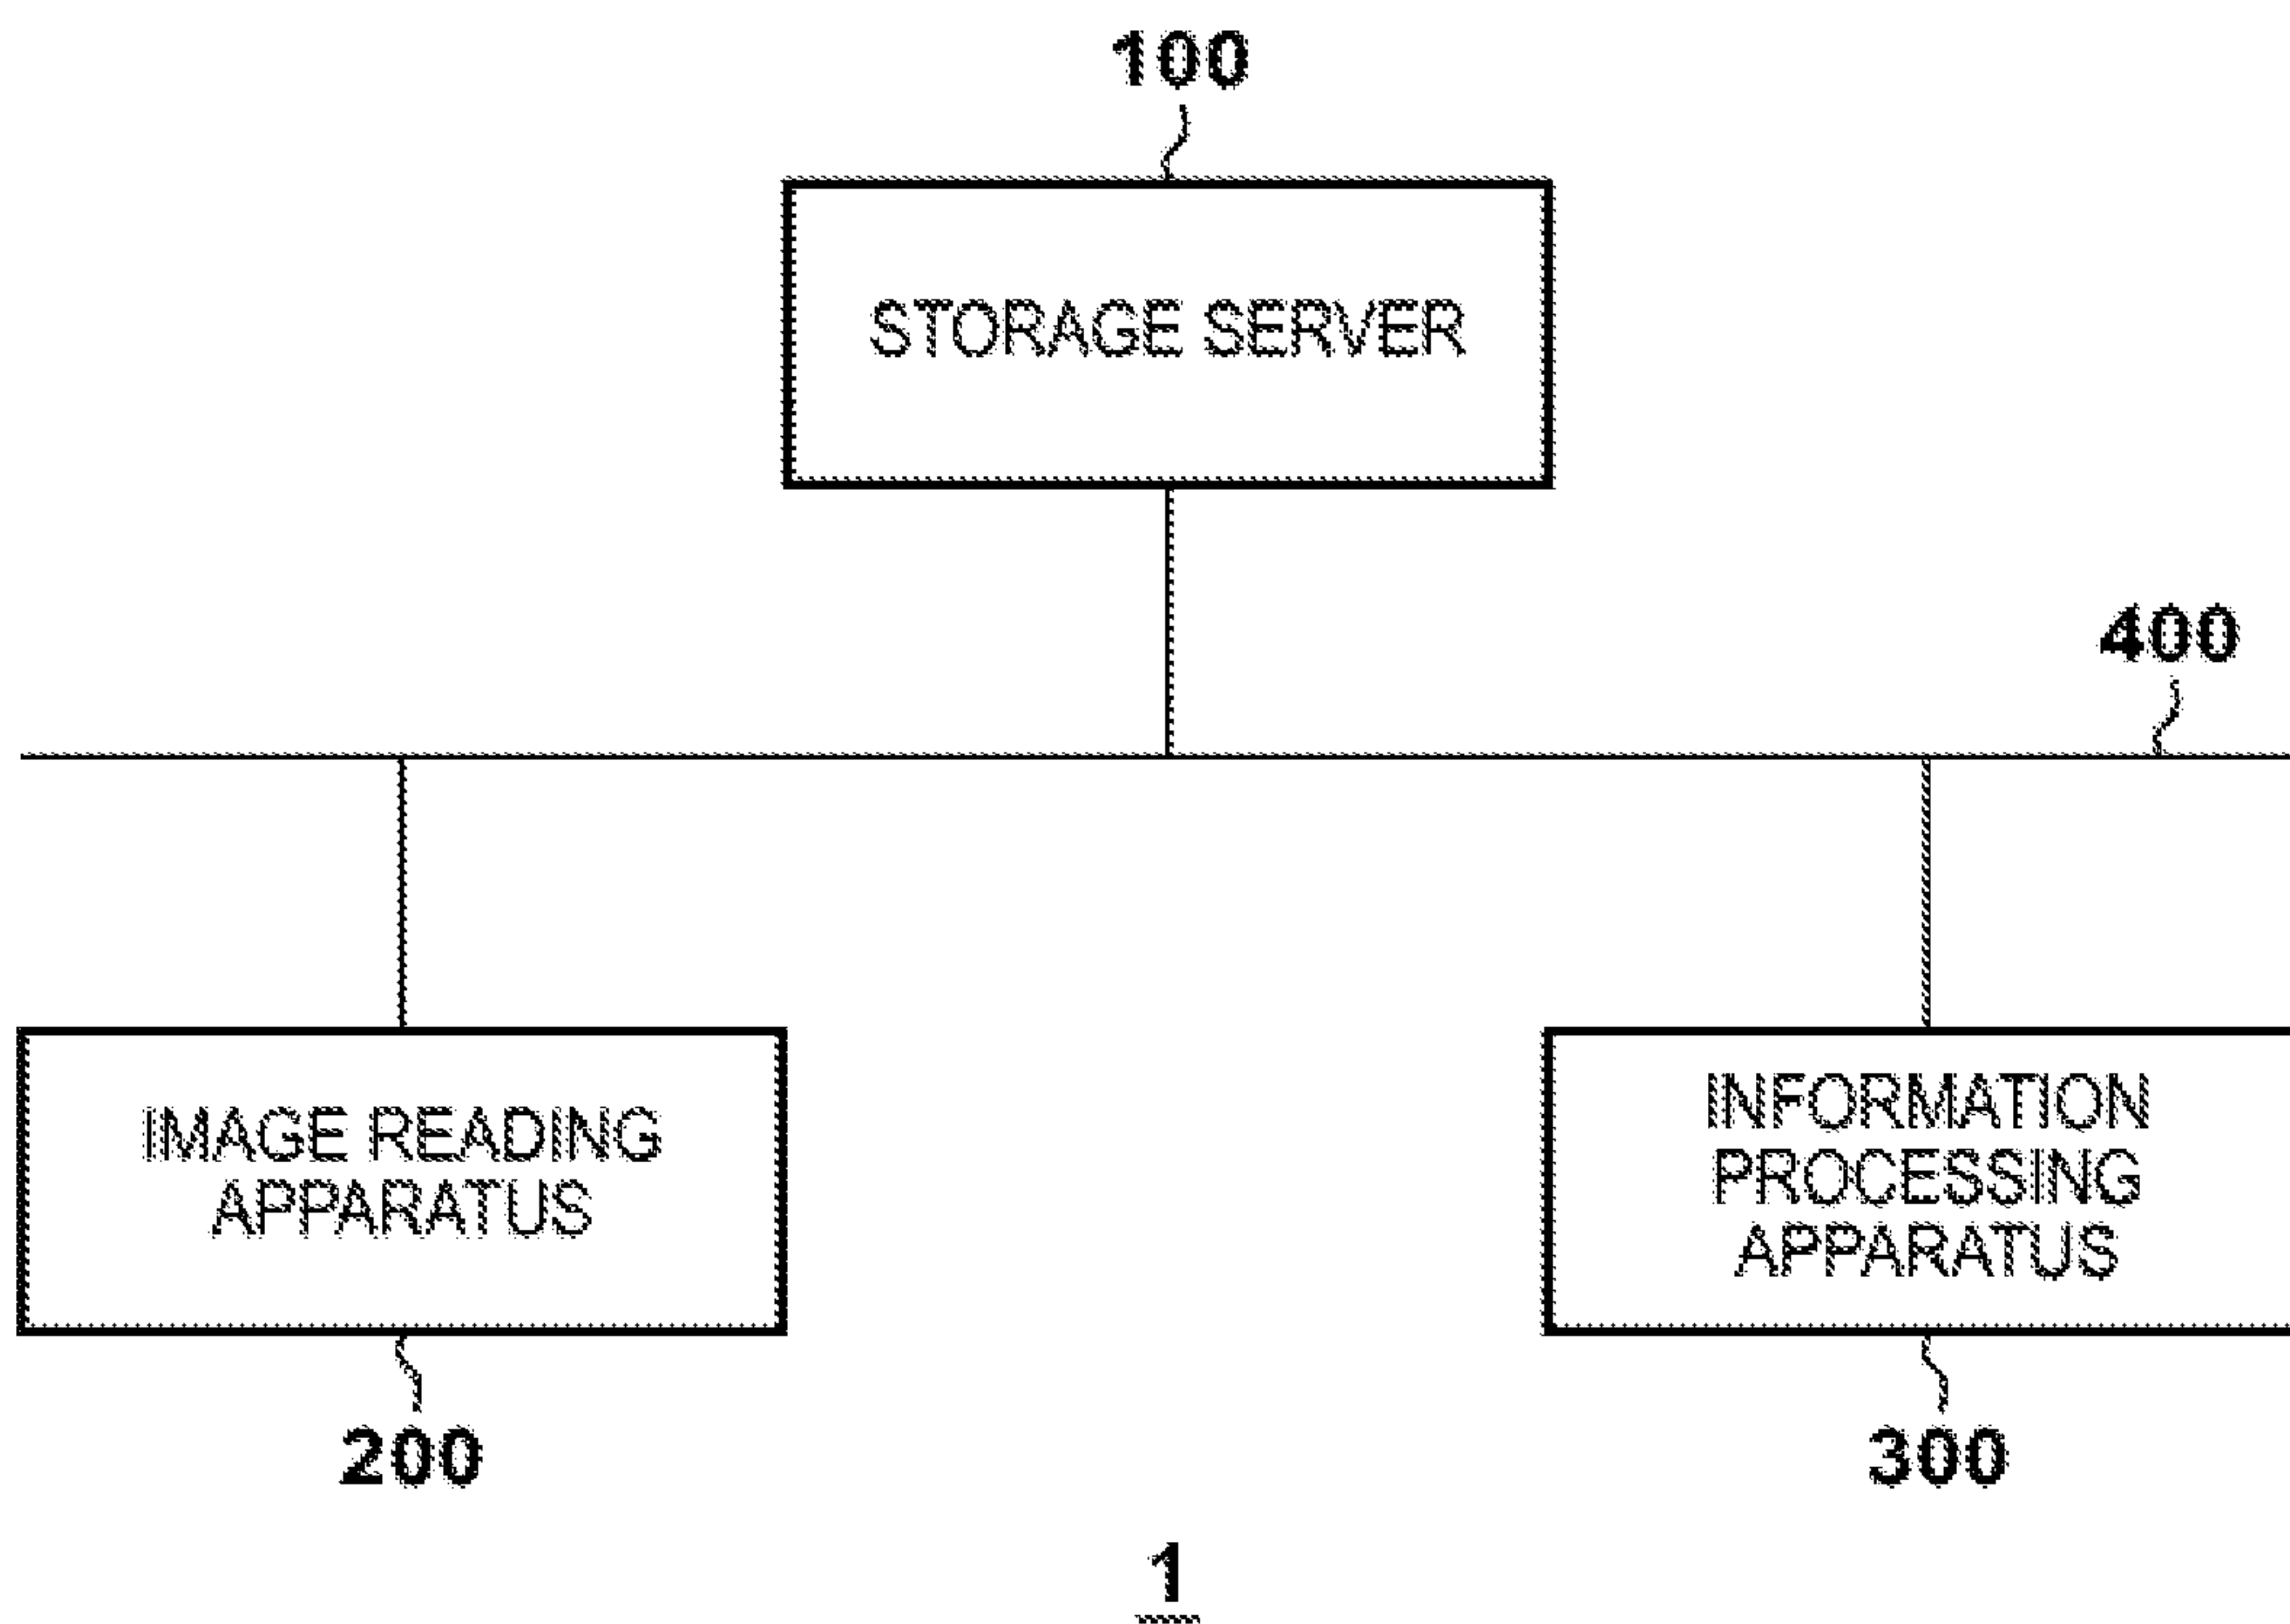 100
STORAGE SERVER
400
IMAGE READING
APPARATUS
INFORMATION
PROCESSING
APPARATUS
200
300
1